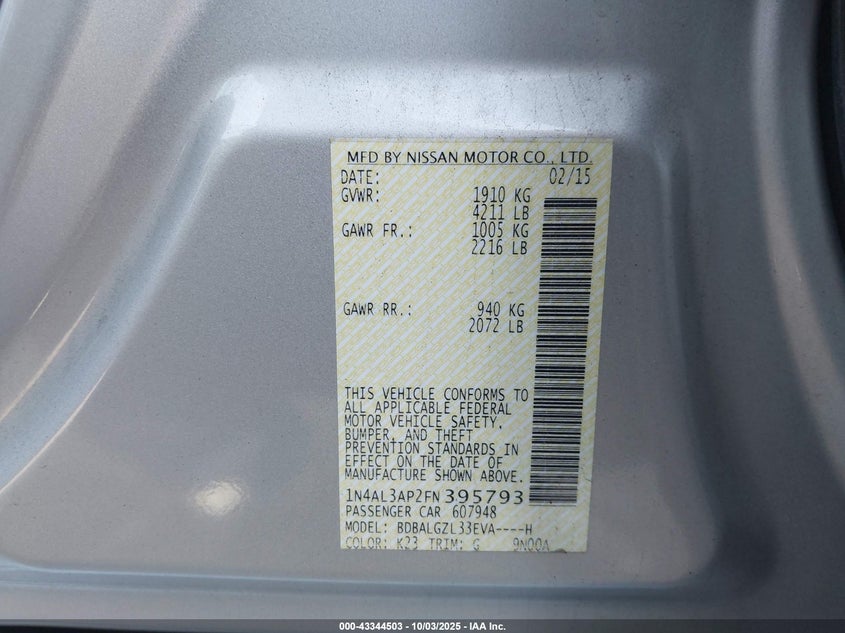 MFD BY NISSAN MOTOR CO., LTD.
DATE: 02/15
GVWR: 1910 KG
4211 LB
GAWR FR.: 1005 KG
2216 LB
GAWR RR.: 940 KG
2072 LB
THIS VEHICLE CONFORMS TO
ALL APPLICABLE FEDERAL
MOTOR VEHICLE SAFETY,
BUMPER, AND THEFT
PREVENTION STANDARDS IN
EFFECT ON THE DATE OF
MANUFACTURE SHOWN ABOVE.
1N4AL3AP2FN395793
PASSENGER CAR 607948
MODEL: BDBALGZL33EVA----H
COLOR: K23 TRIM: G 9N00A
000-43344503 - 10/03/2025 - IAA Inc.